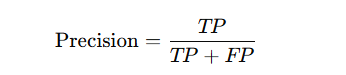 Precision = TP / (TP + FP)